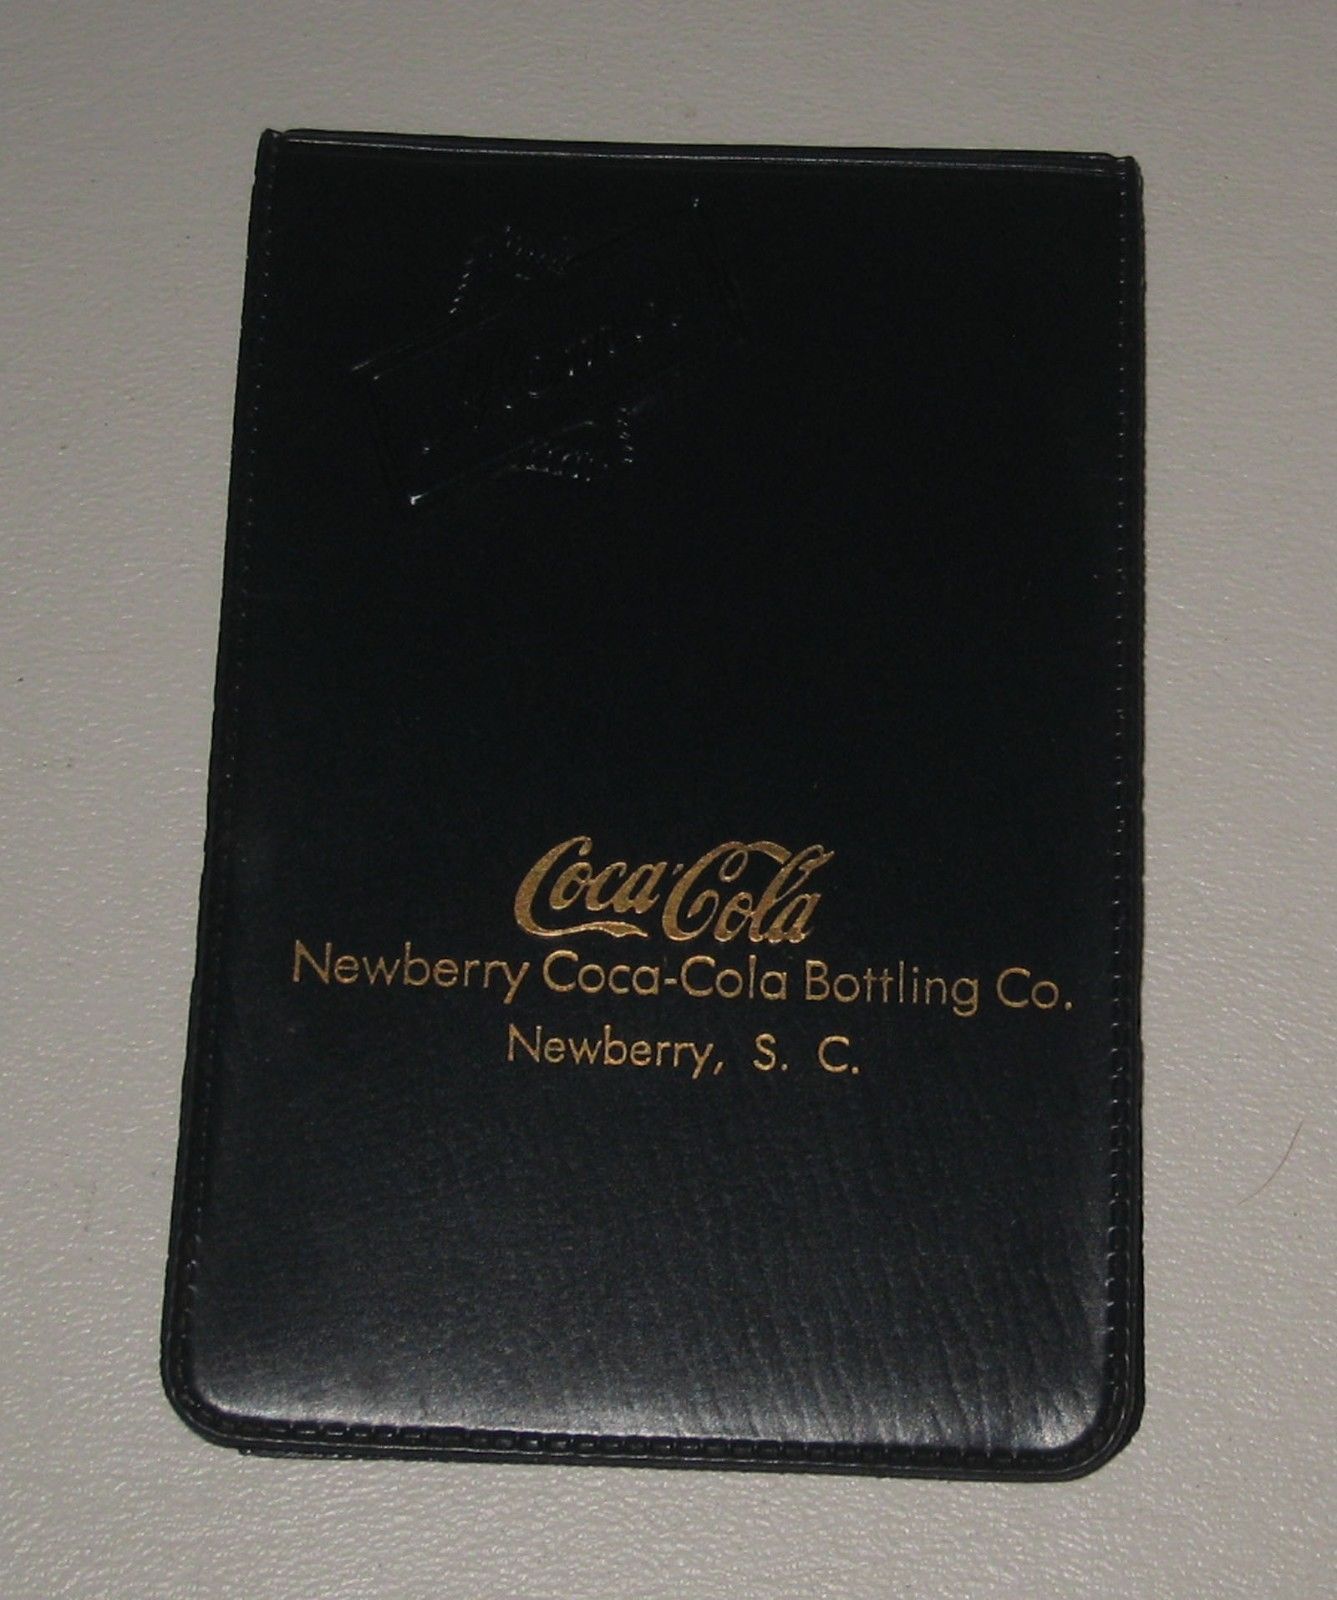 Coca-Cola
Newberry Coca-Cola Bottling Co.
Newberry, S. C.